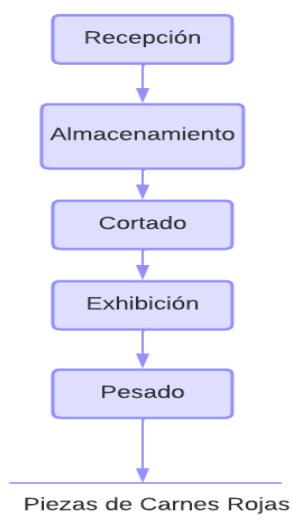 Recepción
Almacenamiento
Cortado
Exhibición
Pesado
Piezas de Carnes Rojas